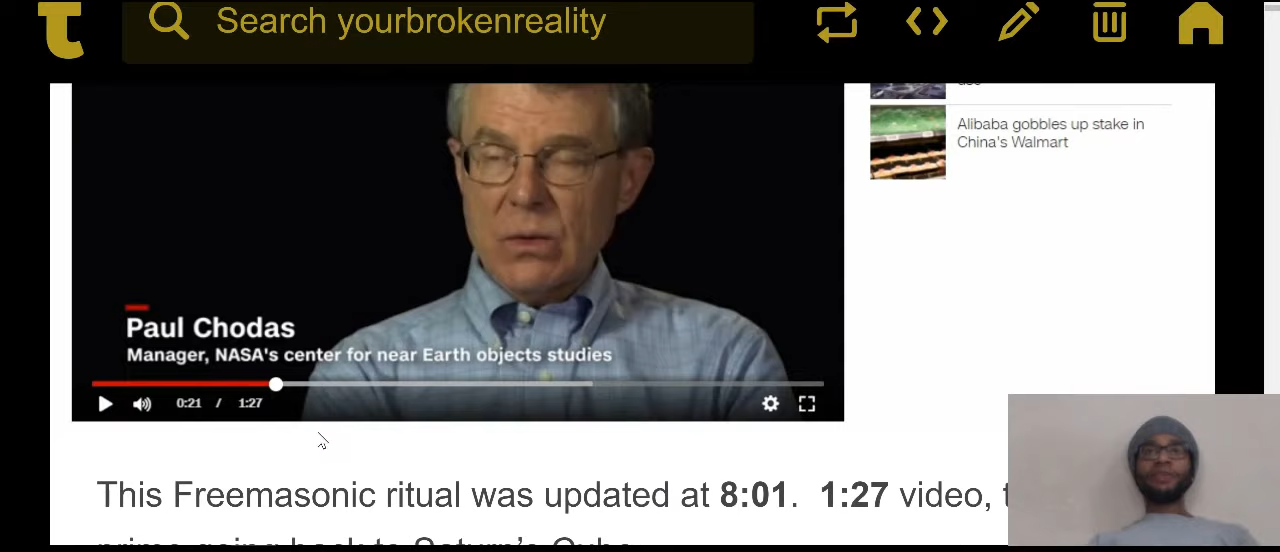 t
Search yourbrokenreality
Alibaba gobbles up stake in
China's Walmart
Paul Chodas
Manager, NASA's center for near Earth objects studies
0:21 / 1:27
This Freemasonic ritual was updated at 8:01. 1:27 video,